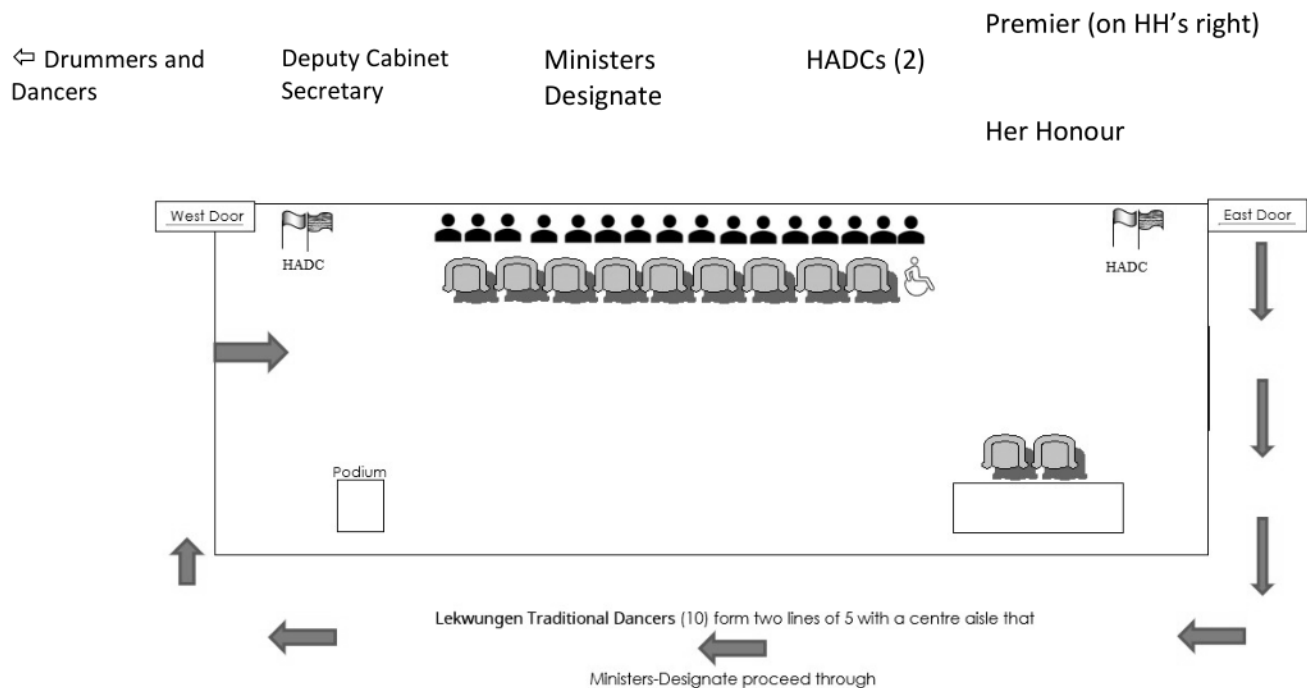 Premier (on HH’s right)
⇦ Drummers and
Dancers
Deputy Cabinet
Secretary
Ministers
Designate
HADCs (2)
Her Honour
West Door
East Door
HADC
HADC
Podium
Lekwungen Traditional Dancers (10) form two lines of 5 with a centre aisle that
Ministers-Designate proceed through